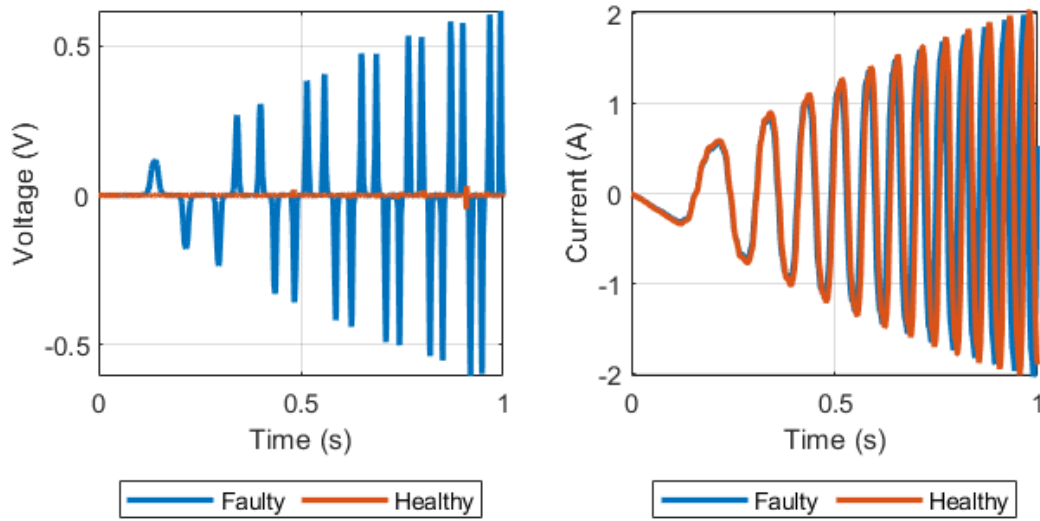 0.5
0
-0.5
Voltage (V)
0
0.5
1
Time (s)
Faulty
Healthy
2
1
0
-1
-2
Current (A)
0
0.5
1
Time (s)
Faulty
Healthy